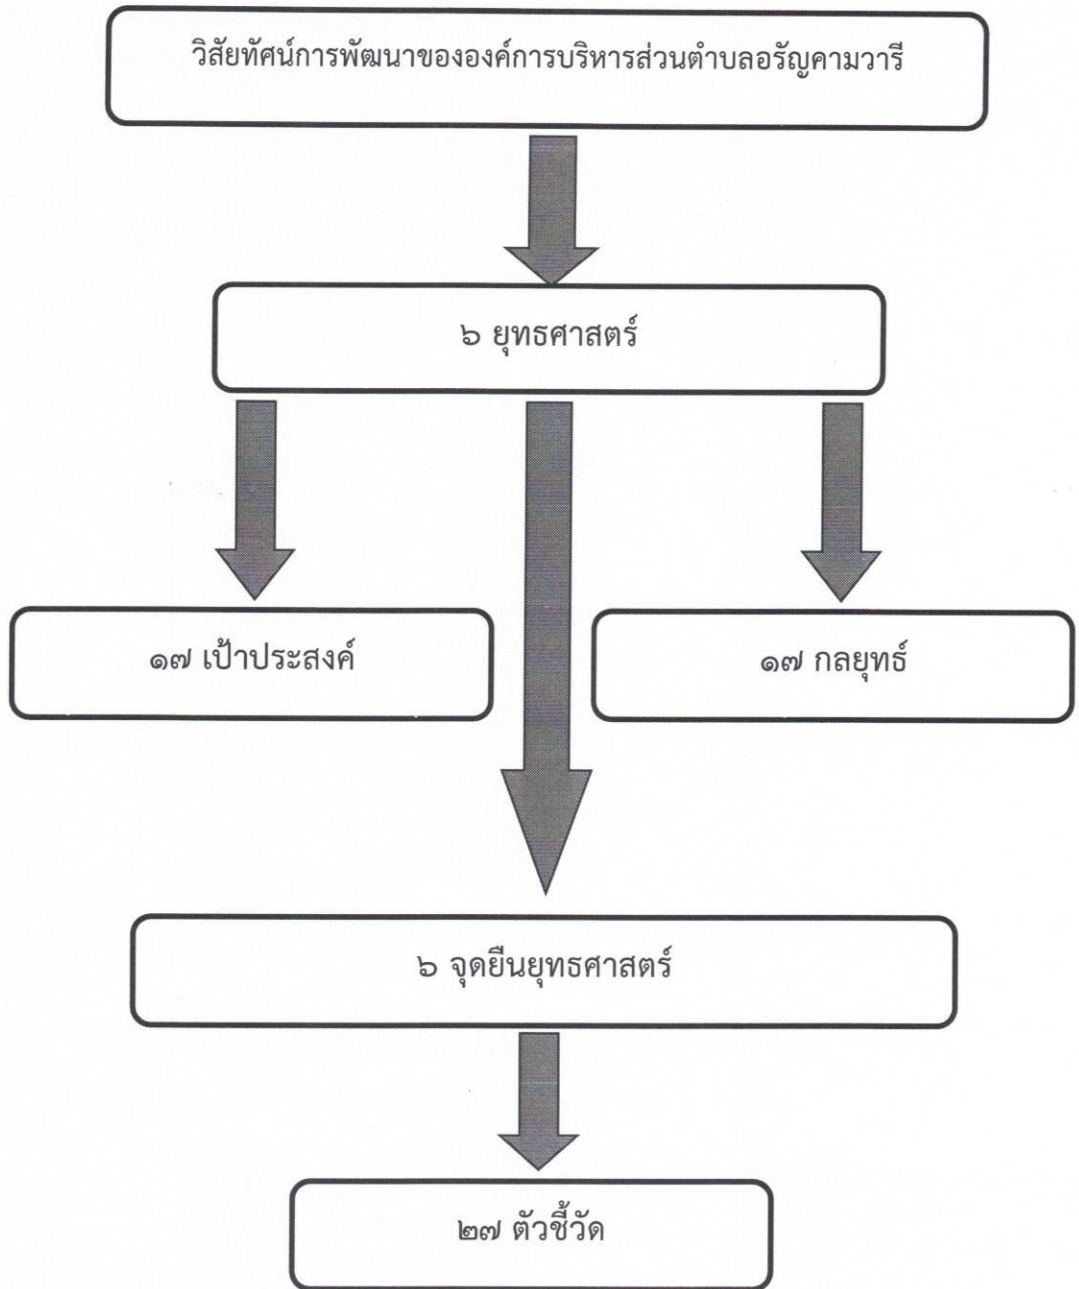 วิสัยทัศน์การพัฒนาขององค์การบริหารส่วนตำบลอรัญคามวารี
๖ ยุทธศาสตร์
๑๗ เป้าประสงค์
๑๗ กลยุทธ์
๖ จุดยืนยุทธศาสตร์
๒๗ ตัวชี้วัด